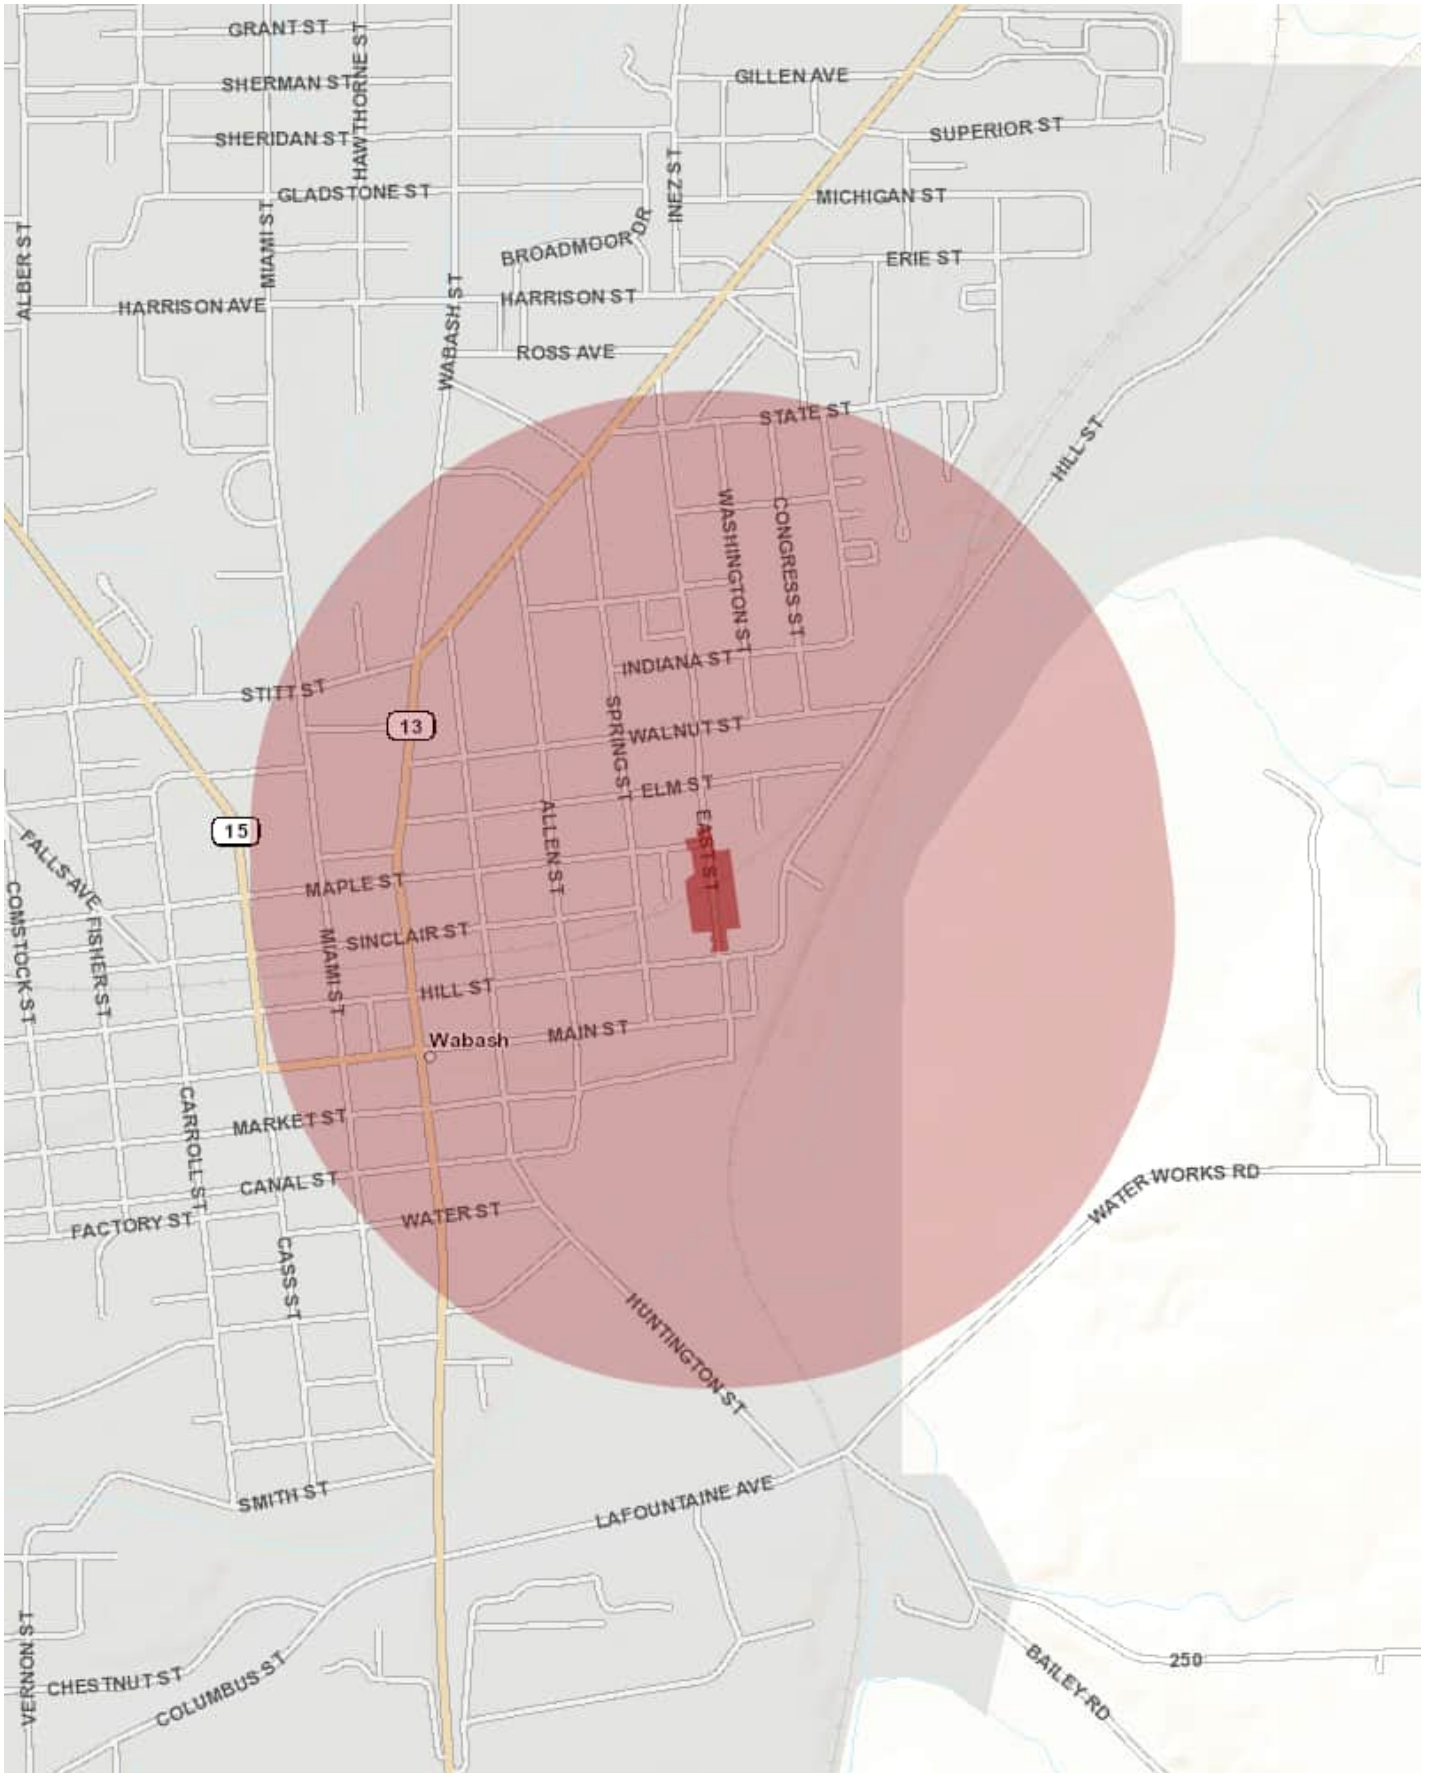 GRANT ST
HAWTHORNE ST
SHERMAN ST
GILLEN AVE
SHERIDAN ST
SUPERIOR ST
GLADSTONE ST
INEZ ST
MICHIGAN ST
MIAMI ST
ALBER ST
BROADMOOR DR
ERIE ST
HARRISON AVE
WABASH ST
HARRISON ST
ROSS AVE
STATE ST
HILL ST
WASHINGTON ST
CONGRESS ST
INDIANA ST
STITT ST
13
SPRING ST
WALNUT ST
ELM ST
15
ALLEN ST
EAST ST
FALLS AVE
MAPLE ST
COMSTOCK ST
FISHER ST
SINCLAIR ST
MIAMI ST
HILL ST
Wabash
MAIN ST
CARROLL ST
MARKET ST
CANAL ST
WATER WORKS RD
FACTORY ST
WATER ST
CASS ST
HUNTINGTON ST
SMITH ST
LAFOUNTAINE AVE
VERNON ST
CHESTNUT ST
COLUMBUS ST
250
BAILEY RD